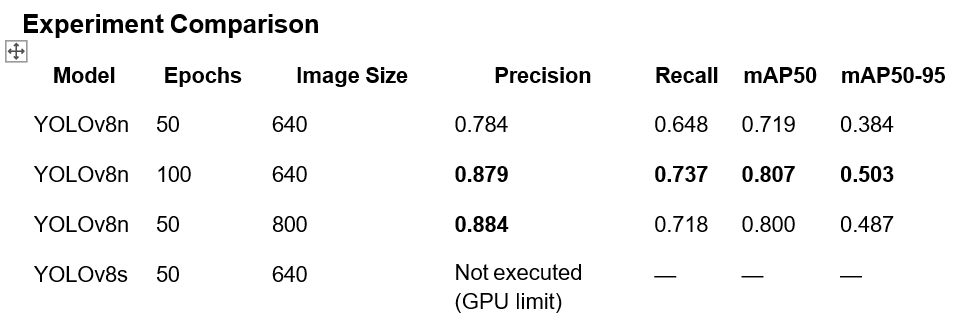 Experiment Comparison
Model Epochs Image Size Precision Recall mAP50 mAP50-95
YOLOv8n 50 640 0.784 0.648 0.719 0.384
YOLOv8n 100 640 0.879 0.737 0.807 0.503
YOLOv8n 50 800 0.884 0.718 0.800 0.487
YOLOv8s 50 640 Not executed — — —
(GPU limit)